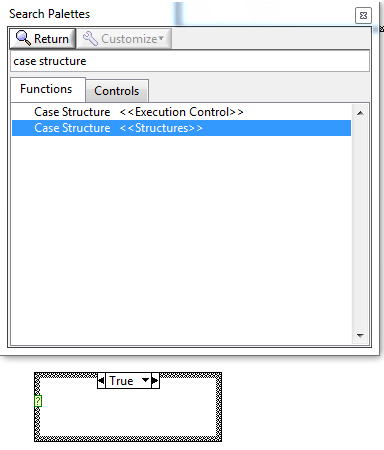 Search Palettes
Return Customize
case structure
Functions Controls
Case Structure <<Execution Control>>
Case Structure <<Structures>>
True
?